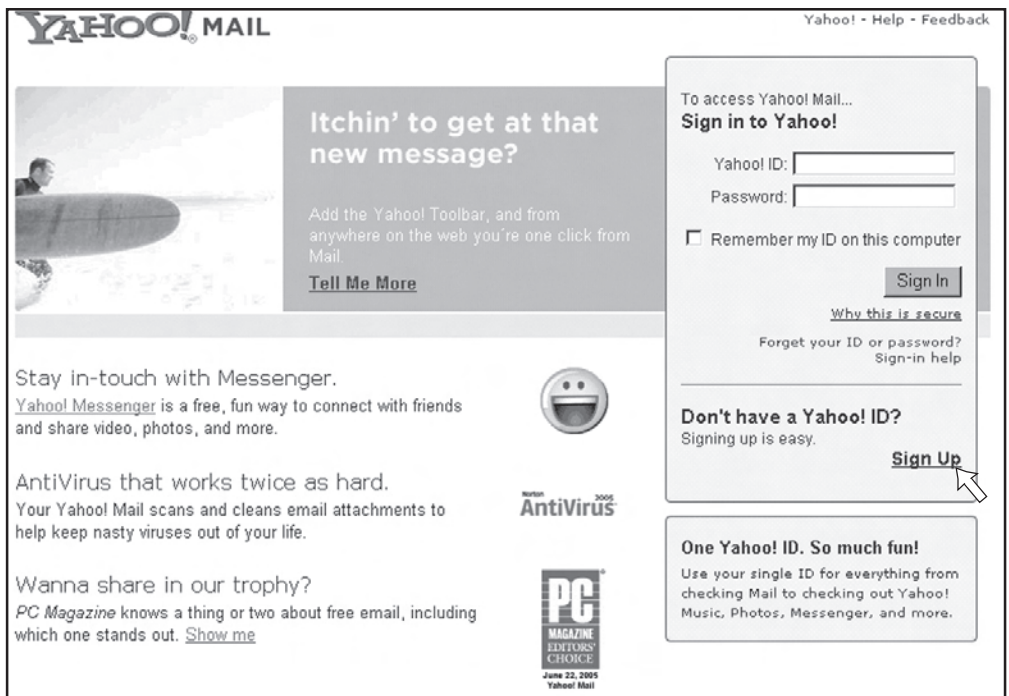 YAHOO! MAIL
Yahoo! - Help - Feedback
Itchin' to get at that
new message?
Add the Yahoo! Toolbar, and from
anywhere on the web you're one click from
Mail.
Tell Me More
To access Yahoo! Mail...
Sign in to Yahoo!
Yahoo! ID:
Password:
Remember my ID on this computer
Sign In
Why this is secure
Forget your ID or password?
Sign-in help
Don't have a Yahoo! ID?
Signing up is easy.
Sign Up
Stay in-touch with Messenger.
Yahoo! Messenger is a free, fun way to connect with friends
and share video, photos, and more.
AntiVirus that works twice as hard.
Your Yahoo! Mail scans and cleans email attachments to
help keep nasty viruses out of your life.
Norton
AntiVirus 2005
Wanna share in our trophy?
PC Magazine knows a thing or two about free email, including
which one stands out. Show me
PC
MAGAZINE
EDITORS'
CHOICE
June 22, 2005
Yahoo! Mail
One Yahoo! ID. So much fun!
Use your single ID for everything from
checking Mail to checking out Yahoo!
Music, Photos, Messenger, and more.